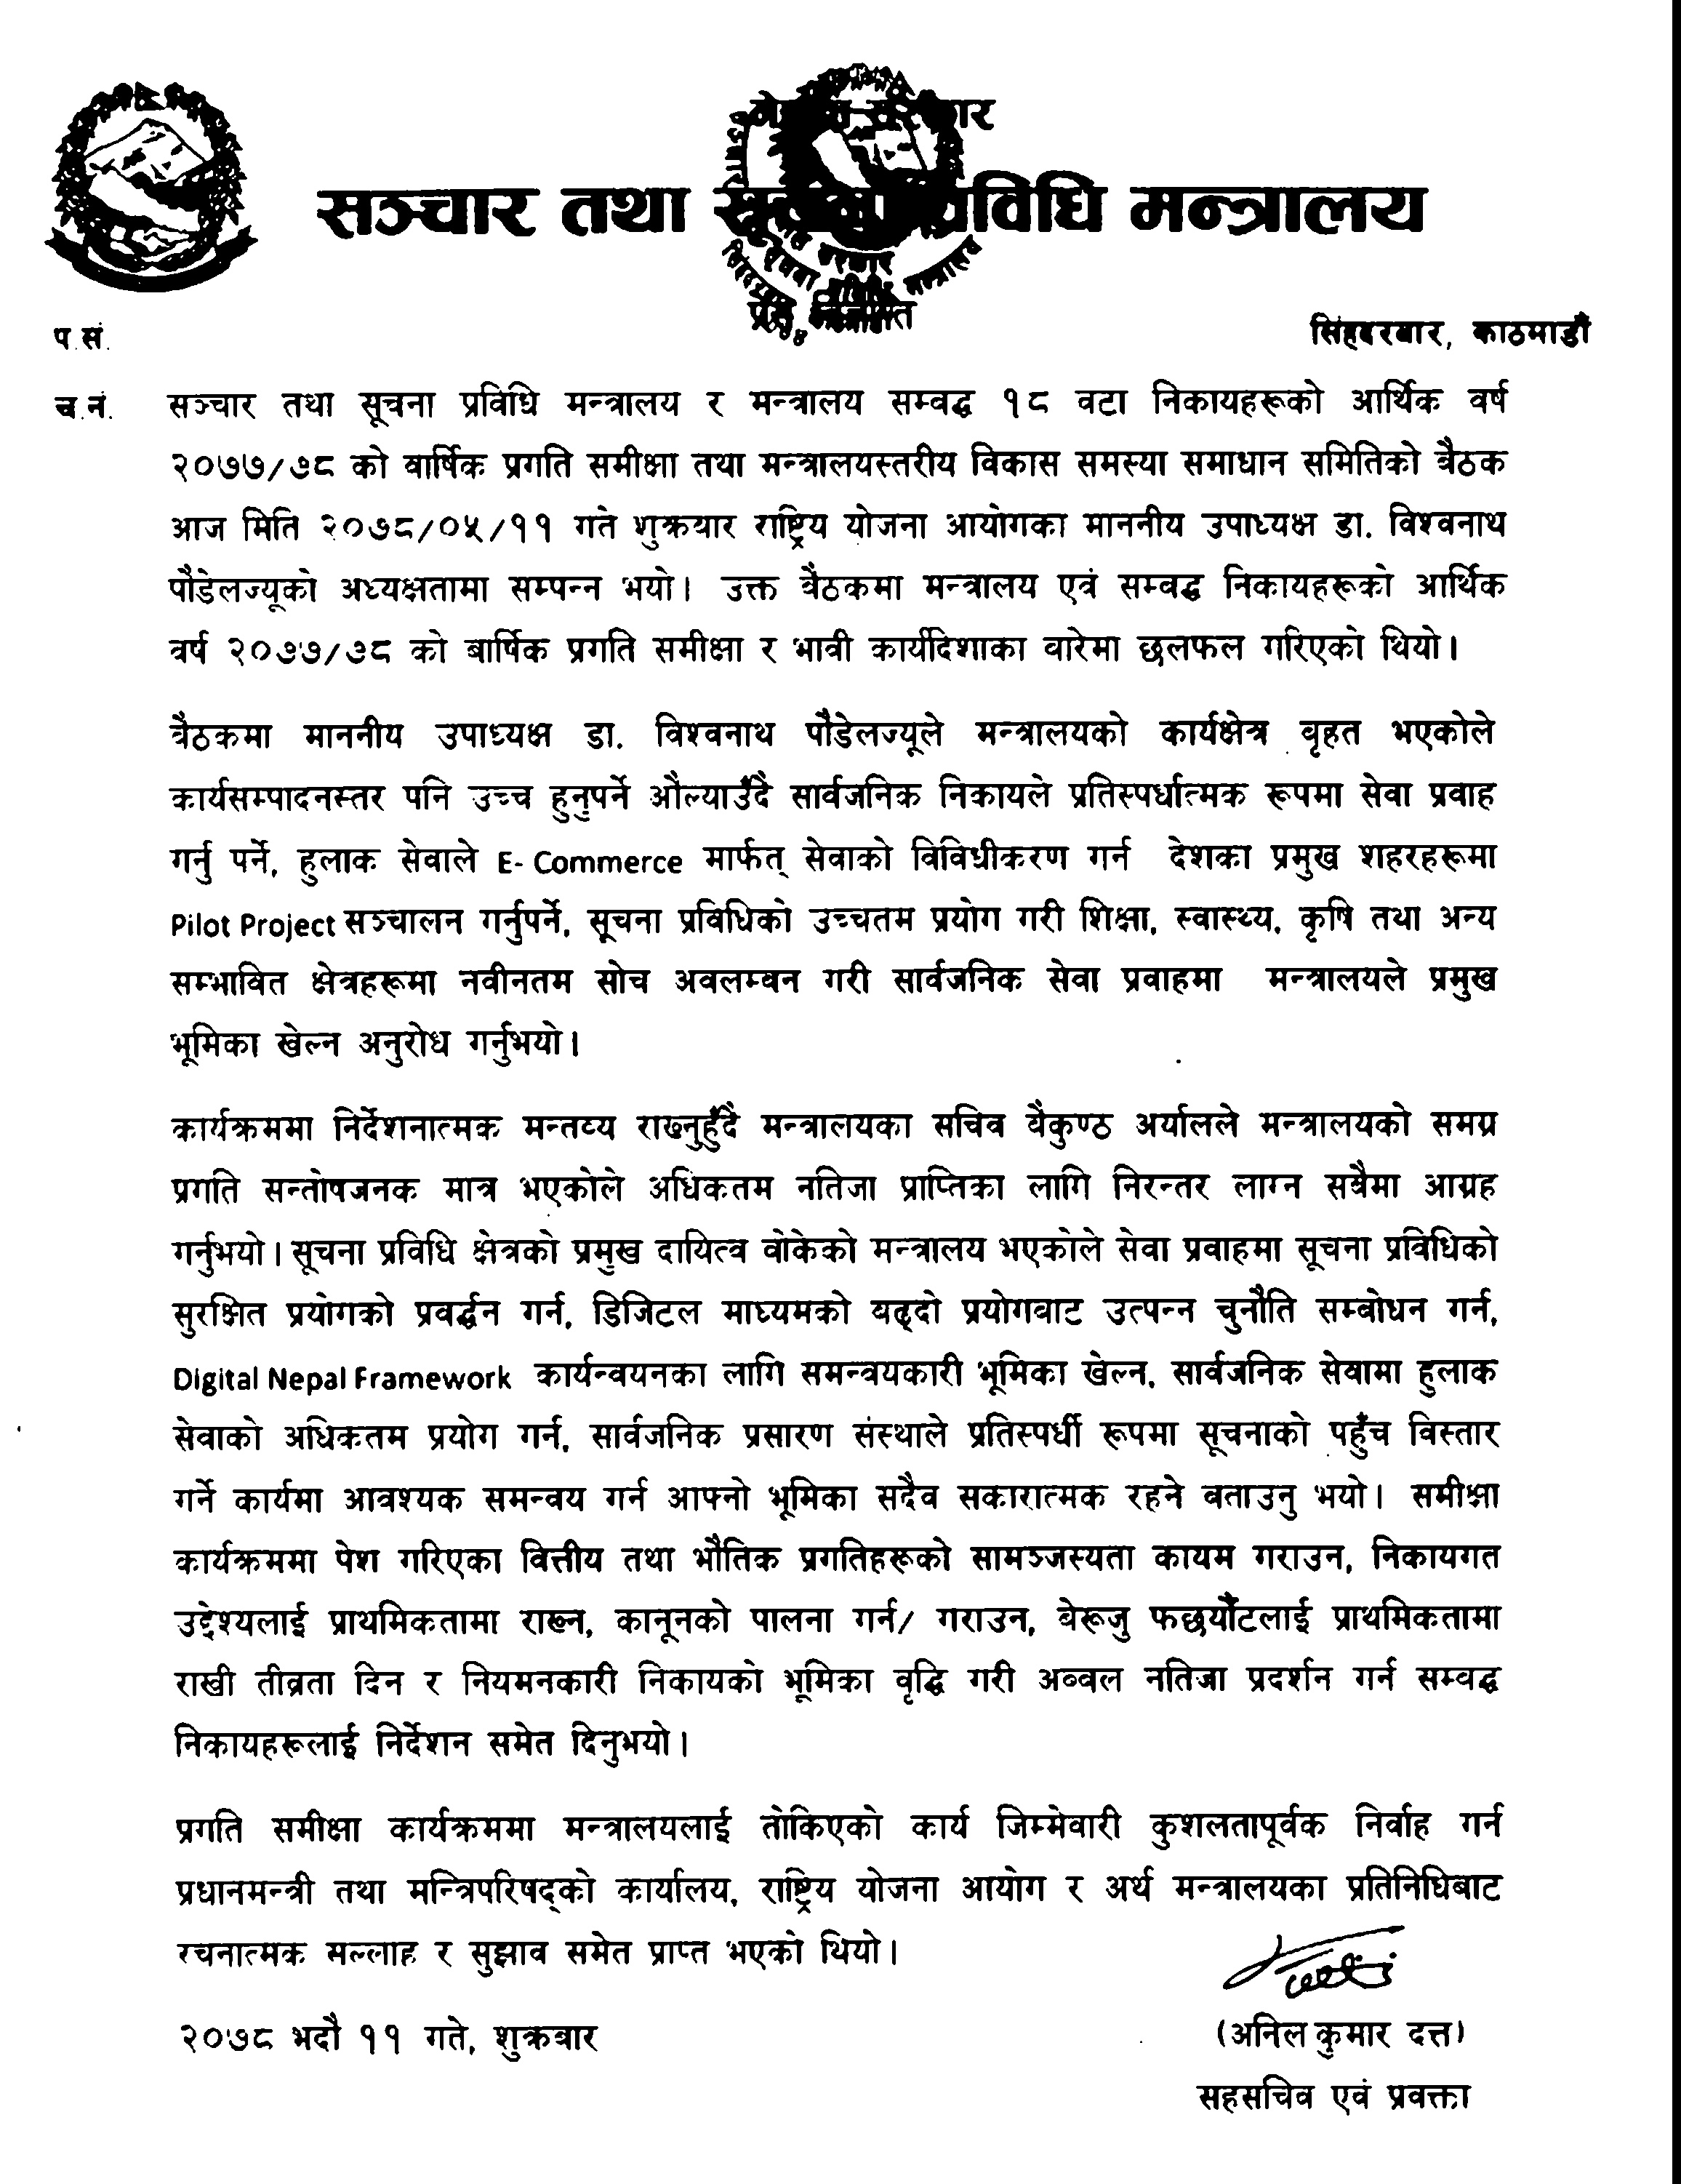 नेपाल सरकार
सञ्चार तथा सूचना प्रविधि मन्त्रालय
प्रेस विज्ञप्ति
प.सं.
सिंहदरबार, काठमाडौं
च.नं.
सञ्चार तथा सूचना प्रविधि मन्त्रालय र मन्त्रालय सम्वद्ध १८ वटा निकायहरूको आर्थिक वर्ष
२०७७/७८ को वार्षिक प्रगति समीक्षा तथा मन्त्रालयस्तरीय विकास समस्या समाधान समितिको बैठक
आज मिति २०७८/०५/११ गते शुक्रबार राष्ट्रिय योजना आयोगका माननीय उपाध्यक्ष डा. विश्वनाथ
पौडेलज्यूको अध्यक्षतामा सम्पन्न भयो। उक्त बैठकमा मन्त्रालय एवं सम्वद्ध निकायहरूको आर्थिक
वर्ष २०७७/७८ को बार्षिक प्रगति समीक्षा र भावी कार्यदिशाका वारेमा छलफल गरिएको थियो।
बैठकमा माननीय उपाध्यक्ष डा. विश्वनाथ पौडेलज्यूले मन्त्रालयको कार्यक्षेत्र बृहत भएकोले
कार्यसम्पादनस्तर पनि उच्च हुनुपर्ने औल्याउँदै सार्वजनिक निकायले प्रतिस्पर्धात्मक रूपमा सेवा प्रवाह
गर्नु पर्ने, हुलाक सेवाले E- Commerce मार्फत् सेवाको विविधीकरण गर्न देशका प्रमुख शहरहरूमा
Pilot Project सञ्चालन गर्नुपर्ने, सूचना प्रविधिको उच्चतम प्रयोग गरी शिक्षा, स्वास्थ्य, कृषि तथा अन्य
सम्भावित क्षेत्रहरूमा नवीनतम सोच अवलम्वन गरी सार्वजनिक सेवा प्रवाहमा मन्त्रालयले प्रमुख
भूमिका खेल्न अनुरोध गर्नुभयो।
कार्यक्रममा निर्देशनात्मक मन्तव्य राख्नुहुँदै मन्त्रालयका सचिव बैकुण्ठ अर्यालले मन्त्रालयको समग्र
प्रगति सन्तोषजनक मात्र भएकोले अधिकतम नतिजा प्राप्तिका लागि निरन्तर लाग्न सबैमा आग्रह
गर्नुभयो। सूचना प्रविधि क्षेत्रको प्रमुख दायित्व वोकेको मन्त्रालय भएकोले सेवा प्रवाहमा सूचना प्रविधिको
सुरक्षित प्रयोगको प्रवर्द्धन गर्न, डिजिटल माध्यमको बढ्दो प्रयोगबाट उत्पन्न चुनौति सम्बोधन गर्न,
Digital Nepal Framework कार्यन्वयनका लागि समन्वयकारी भूमिका खेल्न, सार्वजनिक सेवामा हुलाक
सेवाको अधिकतम प्रयोग गर्न, सार्वजनिक प्रसारण संस्थाले प्रतिस्पर्धी रूपमा सूचनाको पहुँच विस्तार
गर्ने कार्यमा आवश्यक समन्वय गर्न आफ्नो भूमिका सदैव सकारात्मक रहने बताउनु भयो। समीक्षा
कार्यक्रममा पेश गरिएका वित्तीय तथा भौतिक प्रगतिहरूको सामञ्जस्यता कायम गराउन, निकायगत
उद्देश्यलाई प्राथमिकतामा राख्न, कानूनको पालना गर्न/ गराउन, बेरूजु फछर्यौटलाई प्राथमिकतामा
राखी तीव्रता दिन र नियमनकारी निकायको भूमिका वृद्धि गरी अब्बल नतिजा प्रदर्शन गर्न सम्वद्ध
निकायहरूलाई निर्देशन समेत दिनुभयो।
प्रगति समीक्षा कार्यक्रममा मन्त्रालयलाई तोकिएको कार्य जिम्मेवारी कुशलतापूर्वक निर्वाह गर्न
प्रधानमन्त्री तथा मन्त्रिपरिषद्को कार्यालय, राष्ट्रिय योजना आयोग र अर्थ मन्त्रालयका प्रतिनिधिबाट
रचनात्मक सल्लाह र सुझाव समेत प्राप्त भएको थियो।
२०७८ भदौ ११ गते, शुक्रबार
(अनिल कुमार दत्त)
सहसचिव एवं प्रवक्ता